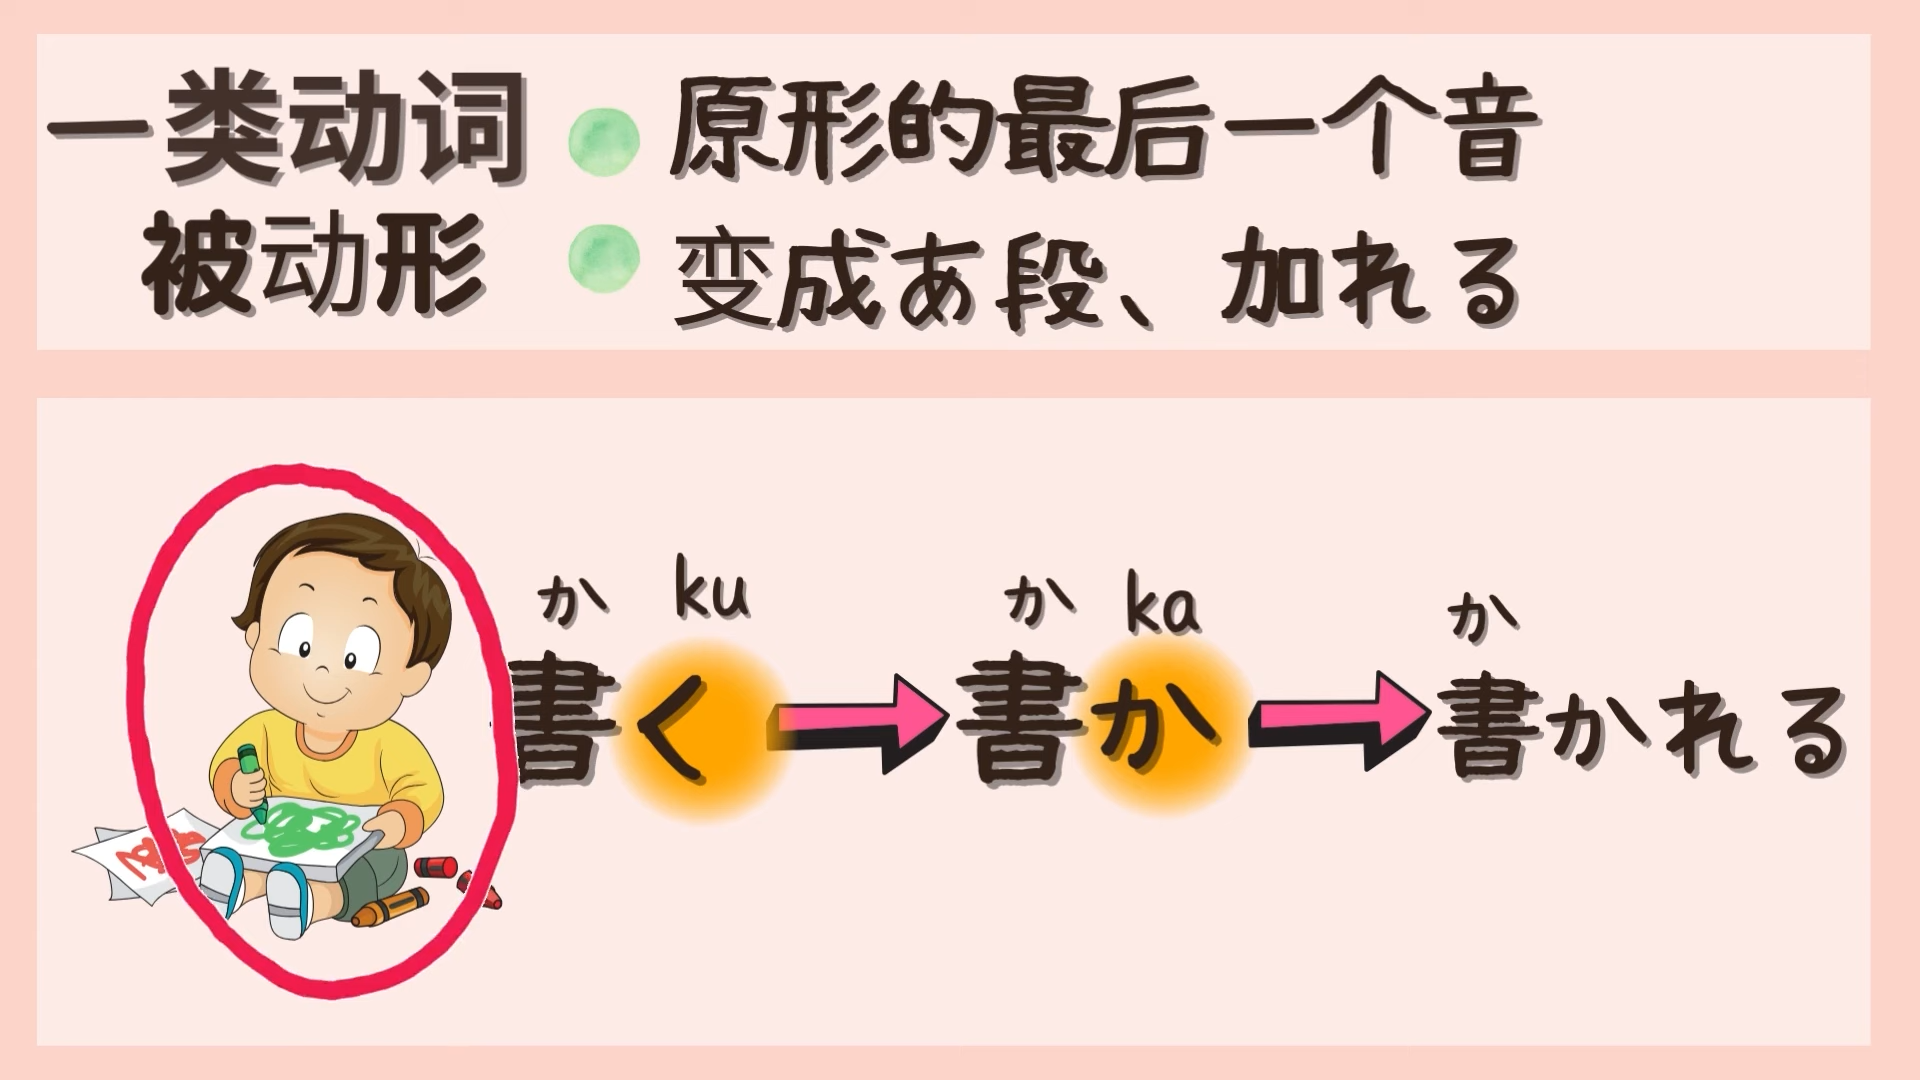 一类动词 原形的最后一个音
被动形 变成あ段、加れる
か ku か ka か
書く 書か 書かれる